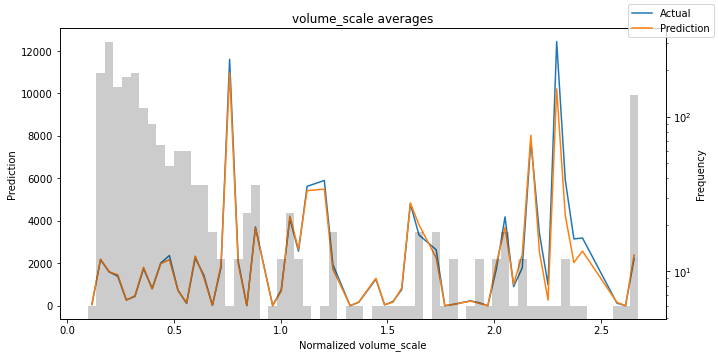 volume_scale averages
Actual
Prediction
12000
10000
8000
6000
4000
2000
0
Prediction
10²
10¹
Frequency
0.0 0.5 1.0 1.5 2.0 2.5
Normalized volume_scale